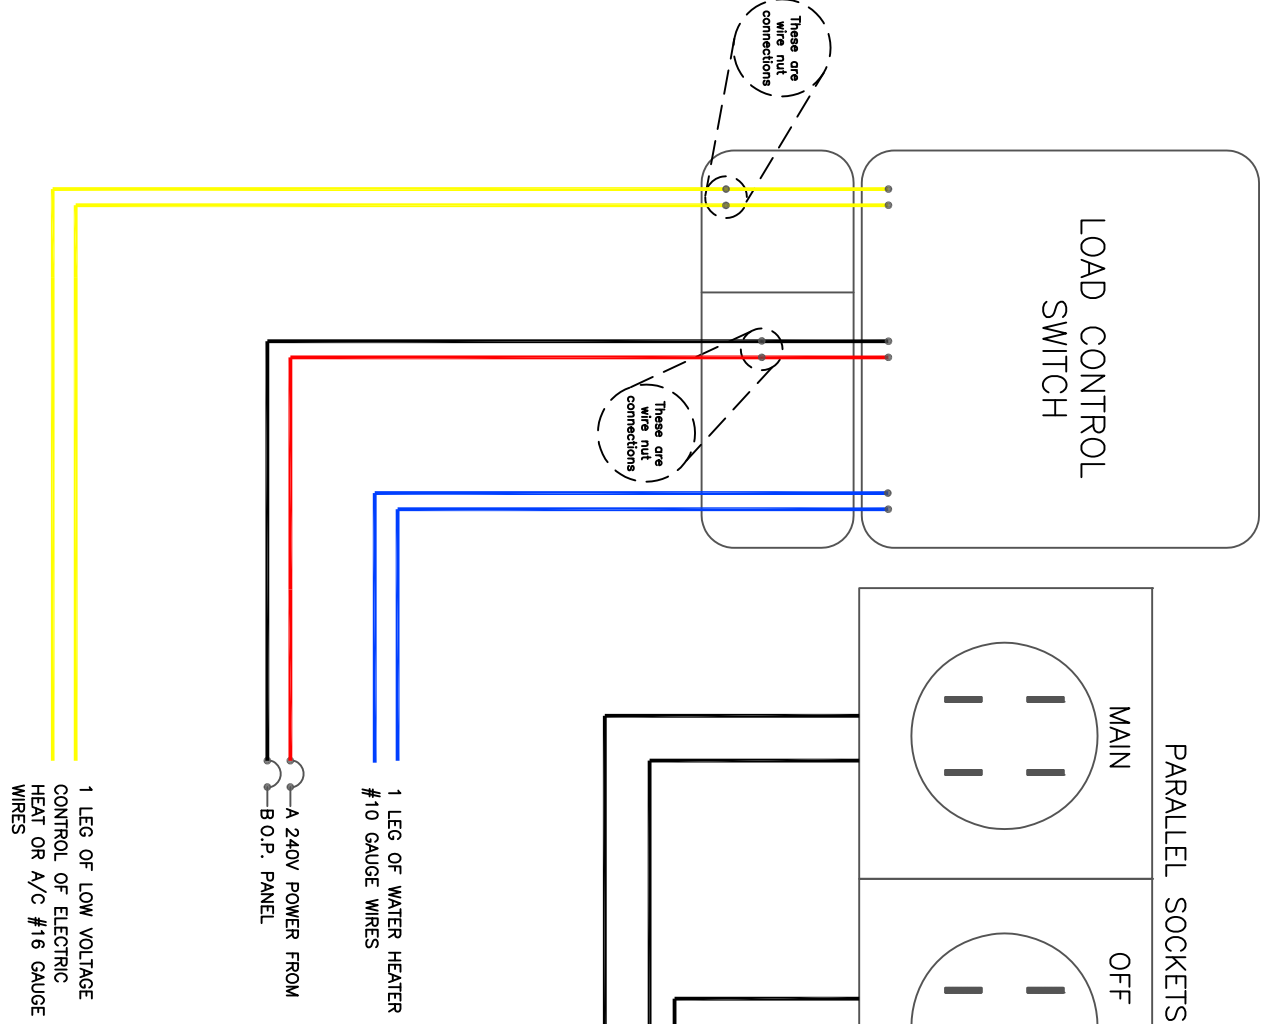 These are
wire nut
connections
LOAD CONTROL
SWITCH
These are
wire nut
connections
PARALLEL SOCKETS
MAIN
OFF
1 LEG OF WATER HEATER
#10 GAUGE WIRES
A 240V POWER FROM
B O.P. PANEL
1 LEG OF LOW VOLTAGE
CONTROL OF ELECTRIC
HEAT OR A/C #16 GAUGE
WIRES